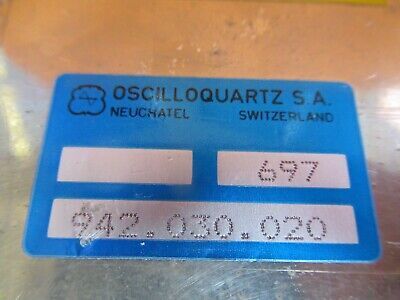 OSCILLOQUARTZ S.A.
NEUCHATEL SWITZERLAND
697
942.030.020